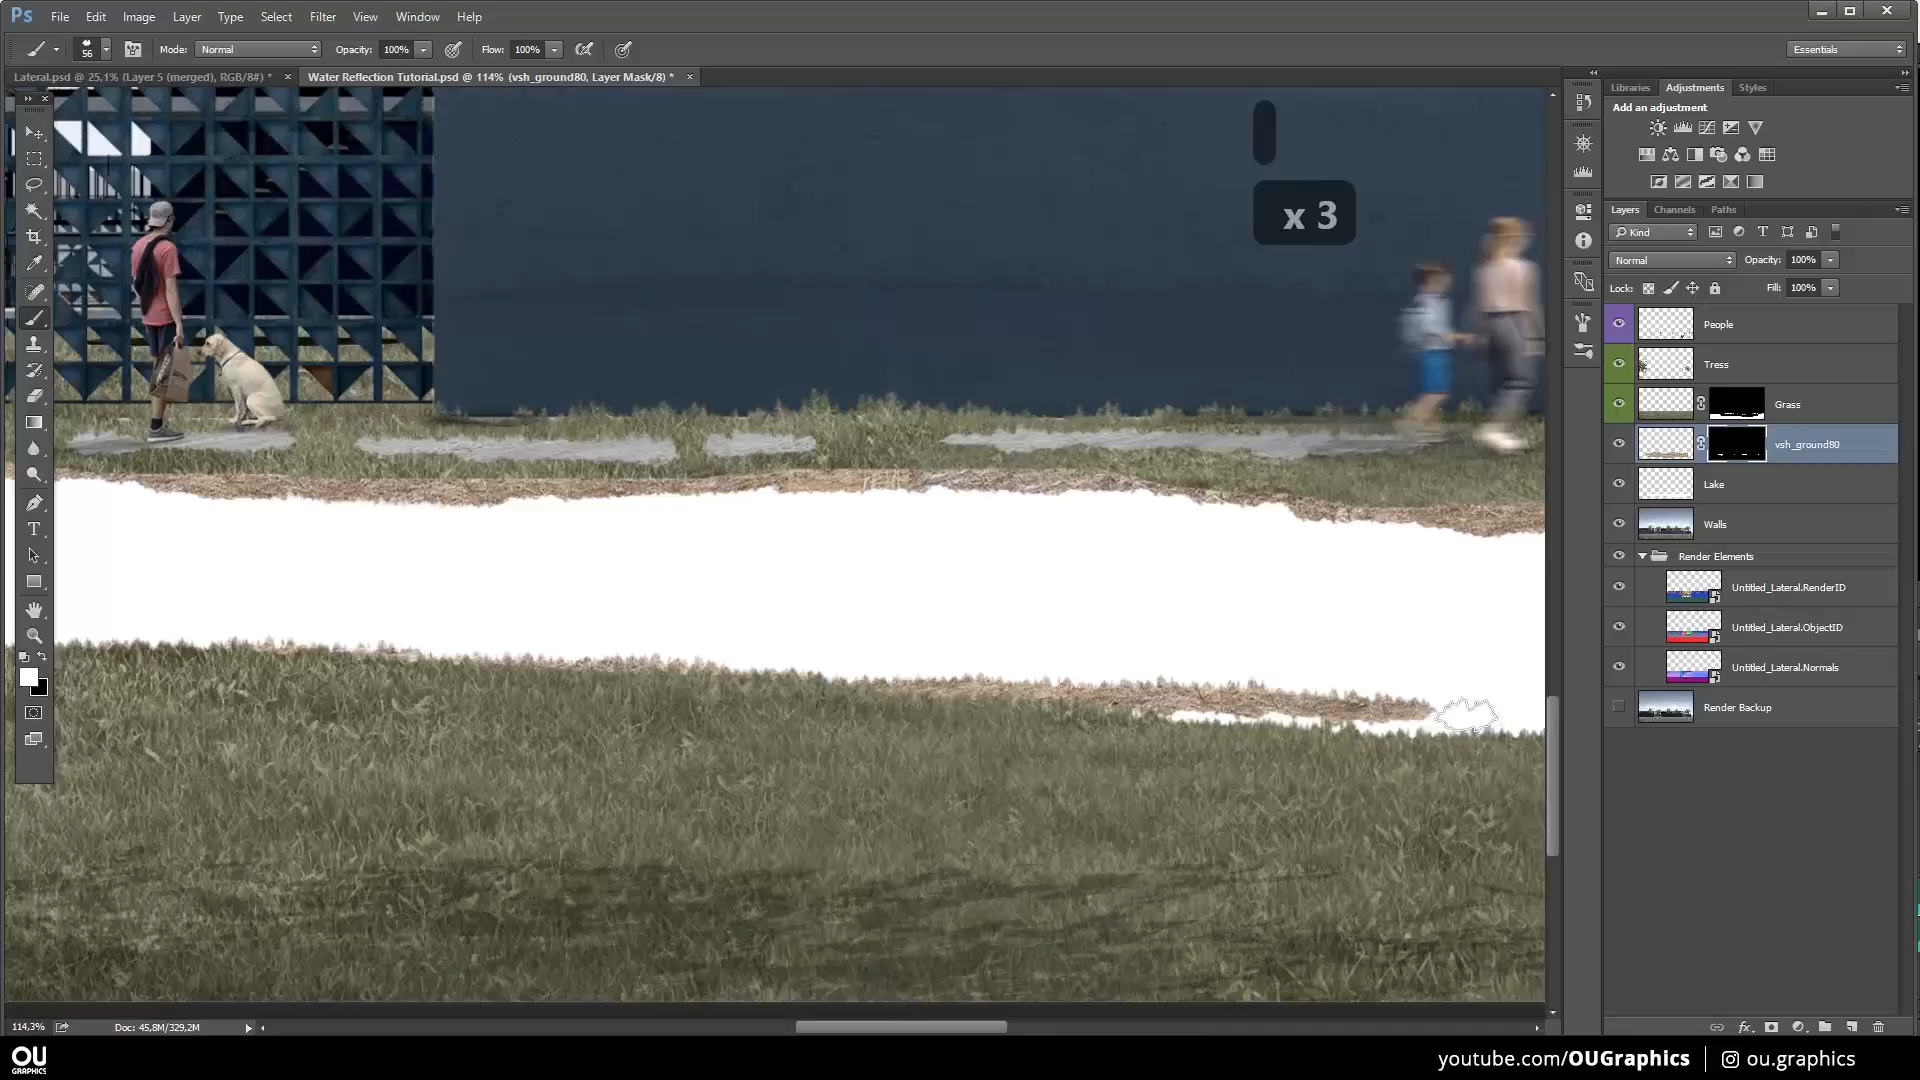 Ps File Edit Image Layer Type Select Filter 3D View Window Help
56 Mode: Normal Opacity: 100% Flow: 100% Essentials
Lateral.psd @ 25,1% (Layer 5 (merged), RGB/8#) * × Water Reflection Tutorial.psd @ 114% (vsh_ground80, Layer Mask/8) * ×
Libraries Adjustments Styles
Add an adjustment
x 3
Layers Channels Paths
Kind
Normal Opacity: 100%
Lock: Fill: 100%
People
Tress
Grass
vsh_ground80
Lake
Walls
Render Elements
Untitled_Lateral.RenderID
Untitled_Lateral.ObjectID
Untitled_Lateral.Normals
Render Backup
114,3% Doc: 45,8M/329,2M
OU GRAPHICS youtube.com/OUGraphics ou.graphics